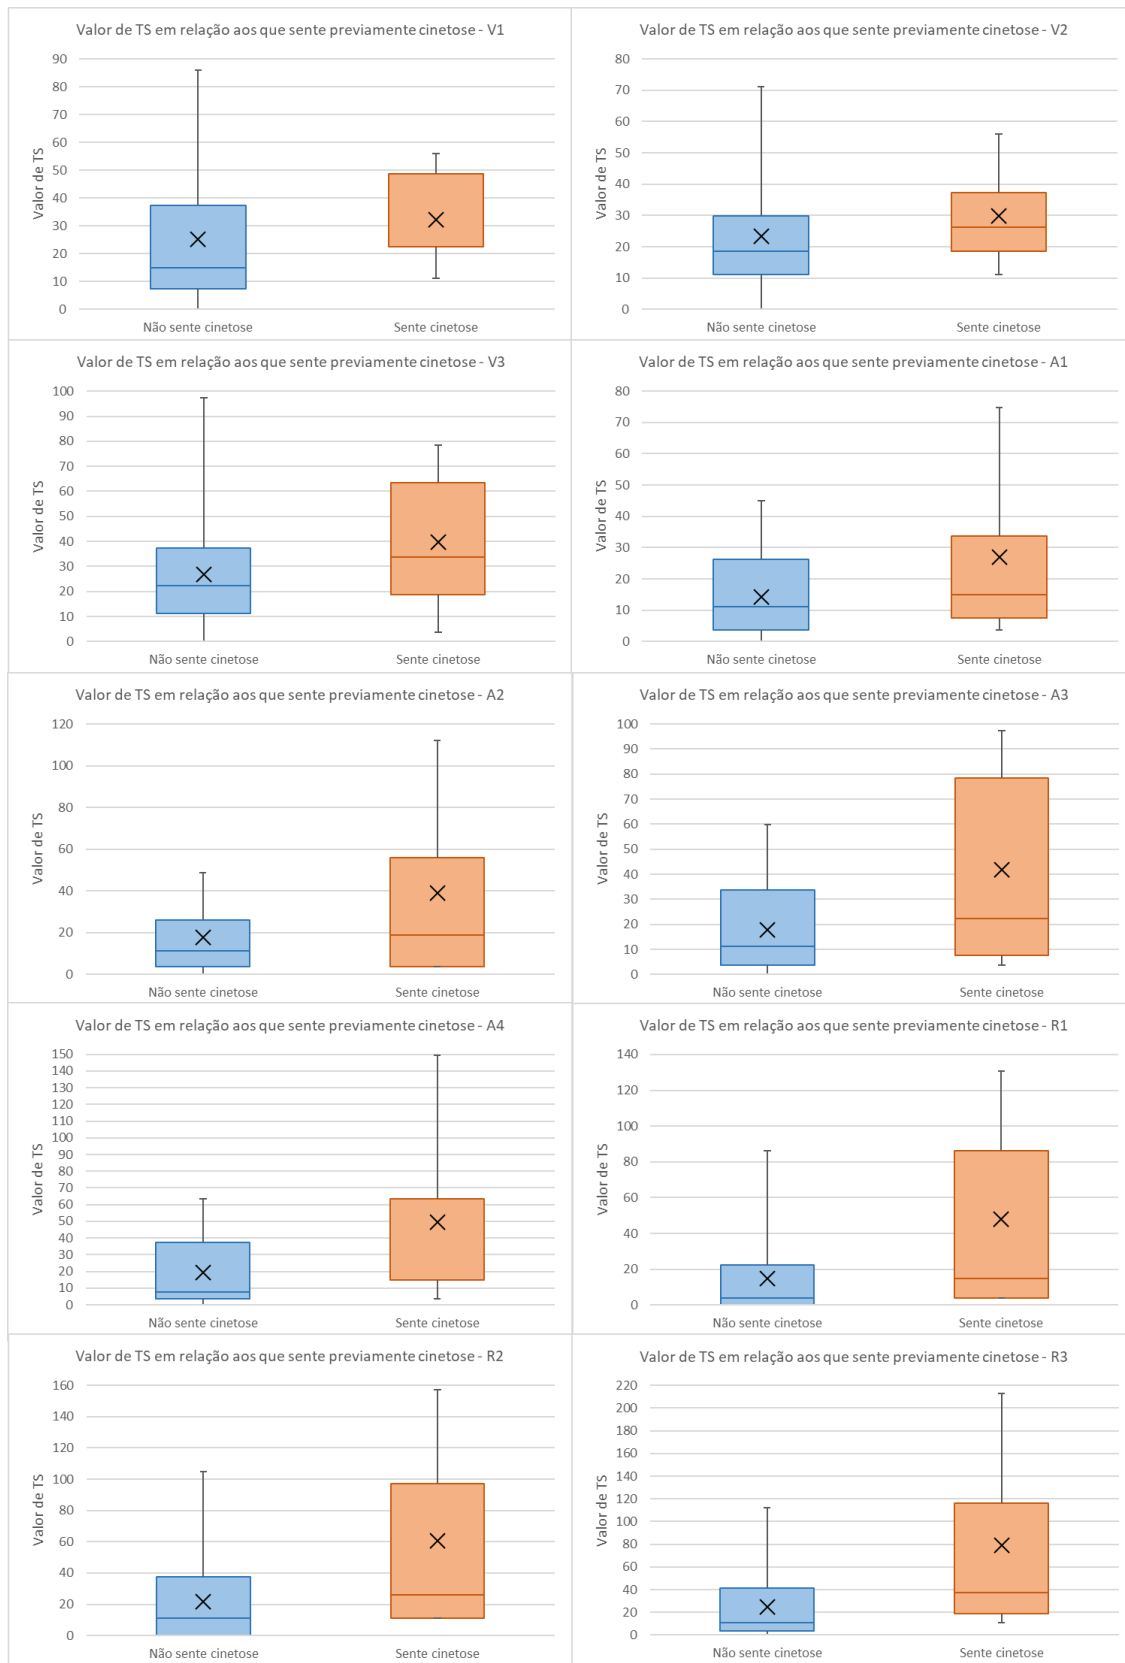 Valor de TS em relação aos que sente previamente cinetose - V1
90
80
70
60
50
40
30
20
10
0
Valor de TS
Não sente cinetose
Sente cinetose
Valor de TS em relação aos que sente previamente cinetose - V2
80
70
60
50
40
30
20
10
0
Valor de TS
Não sente cinetose
Sente cinetose
Valor de TS em relação aos que sente previamente cinetose - V3
100
90
80
70
60
50
40
30
20
10
0
Valor de TS
Não sente cinetose
Sente cinetose
Valor de TS em relação aos que sente previamente cinetose - A1
80
70
60
50
40
30
20
10
0
Valor de TS
Não sente cinetose
Sente cinetose
Valor de TS em relação aos que sente previamente cinetose - A2
120
100
80
60
40
20
0
Valor de TS
Não sente cinetose
Sente cinetose
Valor de TS em relação aos que sente previamente cinetose - A3
100
90
80
70
60
50
40
30
20
10
0
Valor de TS
Não sente cinetose
Sente cinetose
Valor de TS em relação aos que sente previamente cinetose - A4
150
140
130
120
110
100
90
80
70
60
50
40
30
20
10
0
Valor de TS
Não sente cinetose
Sente cinetose
Valor de TS em relação aos que sente previamente cinetose - R1
140
120
100
80
60
40
20
0
Valor de TS
Não sente cinetose
Sente cinetose
Valor de TS em relação aos que sente previamente cinetose - R2
160
140
120
100
80
60
40
20
0
Valor de TS
Não sente cinetose
Sente cinetose
Valor de TS em relação aos que sente previamente cinetose - R3
220
200
180
160
140
120
100
80
60
40
20
0
Valor de TS
Não sente cinetose
Sente cinetose